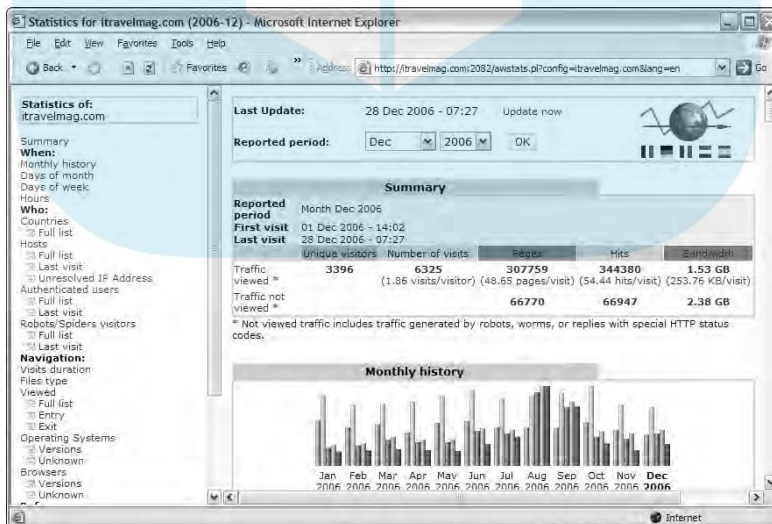 Statistics for itravelmag.com (2006-12) - Microsoft Internet Explorer
File Edit View Favorites Tools Help
Back Favorites » Address http://itravelmag.com:2082/awstats.pl?config=itravelmag.com&lang=en Go
Statistics of:
itravelmag.com
Summary
When:
Monthly history
Days of month
Days of week
Hours
Who:
Countries
Full list
Hosts
Full list
Last visit
Unresolved IP Address
Authenticated users
Full list
Last visit
Robots/Spiders visitors
Full list
Last visit
Navigation:
Visits duration
Files type
Viewed
Full list
Entry
Exit
Operating Systems
Versions
Unknown
Browsers
Versions
Unknown
Last Update: 28 Dec 2006 - 07:27 Update now
Reported period: Dec 2006 OK
Summary
Reported period Month Dec 2006
First visit 01 Dec 2006 - 14:02
Last visit 28 Dec 2006 - 07:27
Unique visitors Number of visits Pages Hits Bandwidth
Traffic viewed * 3396 6325 307759 344380 1.53 GB
(1.86 visits/visitor) (48.65 pages/visit) (54.44 hits/visit) (253.76 KB/visit)
Traffic not viewed * 66770 66947 2.38 GB
* Not viewed traffic includes traffic generated by robots, worms, or replies with special HTTP status
codes.
Monthly history
Jan Feb Mar Apr May Jun Jul Aug Sep Oct Nov Dec
2006 2006 2006 2006 2006 2006 2006 2006 2006 2006 2006 2006
Internet